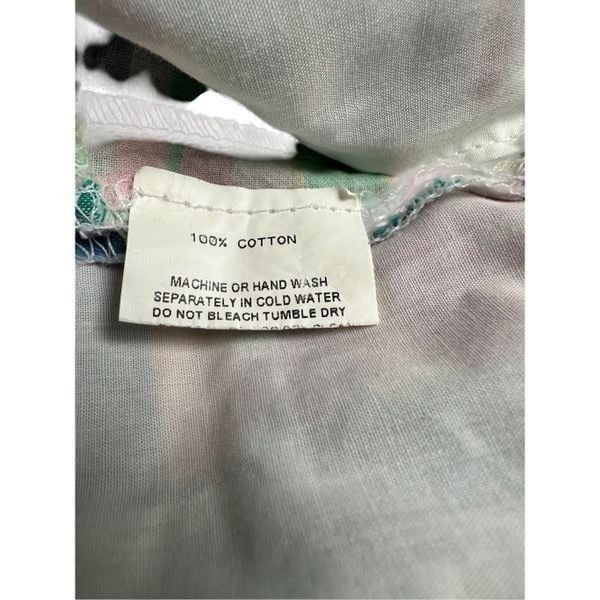 100% COTTON
MACHINE OR HAND WASH
SEPARATELY IN COLD WATER
DO NOT BLEACH TUMBLE DRY